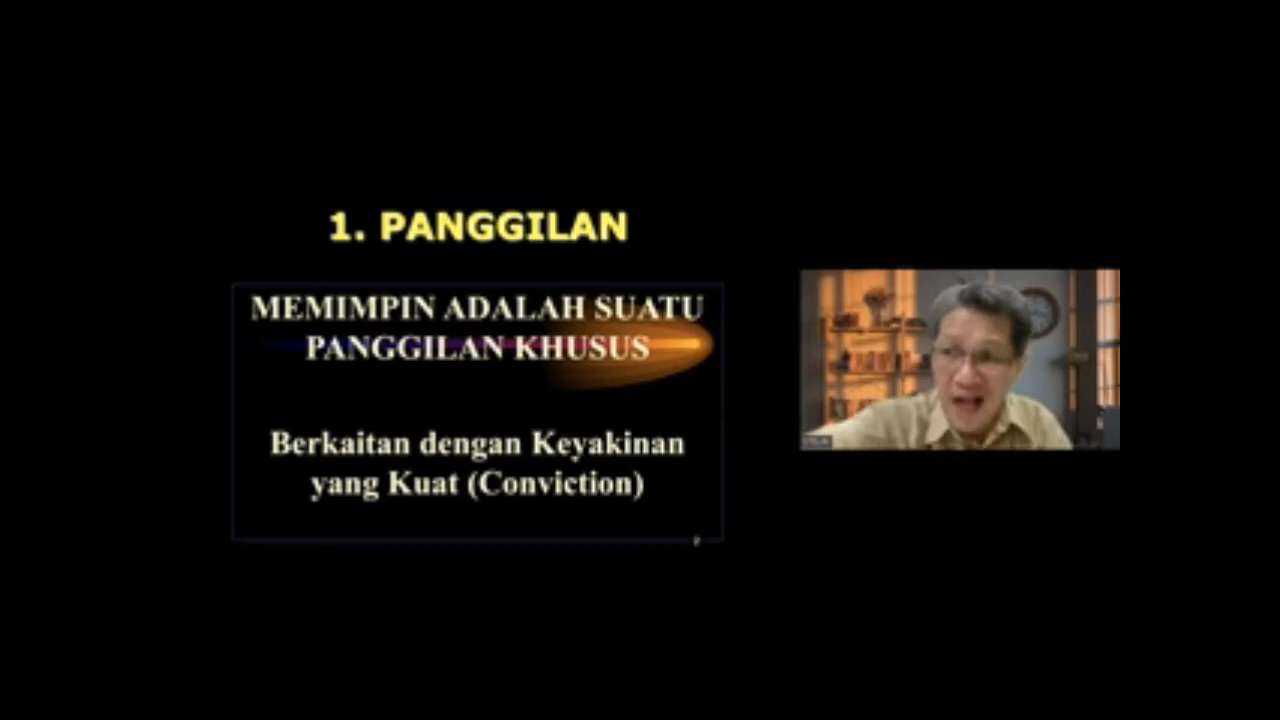 1. PANGGILAN
MEMIMPIN ADALAH SUATU
PANGGILAN KHUSUS
Berkaitan dengan Keyakinan
yang Kuat (Conviction)